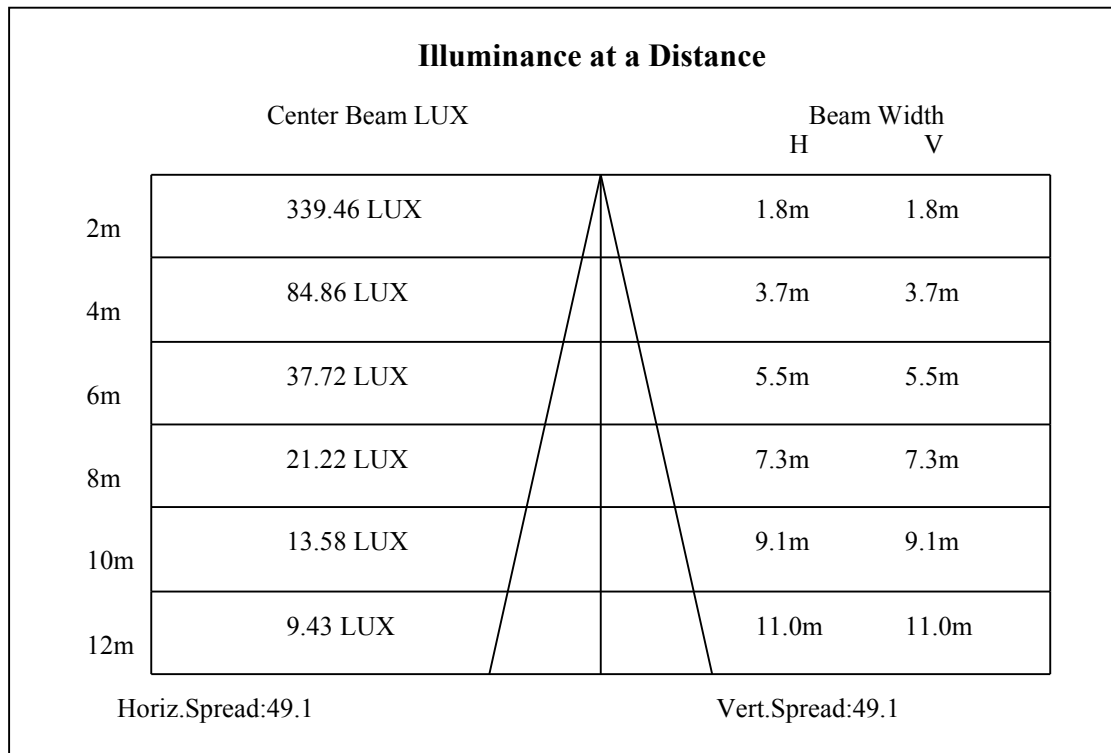 Illuminance at a Distance
Center Beam LUX Beam Width
H V
2m 339.46 LUX 1.8m 1.8m
4m 84.86 LUX 3.7m 3.7m
6m 37.72 LUX 5.5m 5.5m
8m 21.22 LUX 7.3m 7.3m
10m 13.58 LUX 9.1m 9.1m
12m 9.43 LUX 11.0m 11.0m
Horiz.Spread:49.1 Vert.Spread:49.1